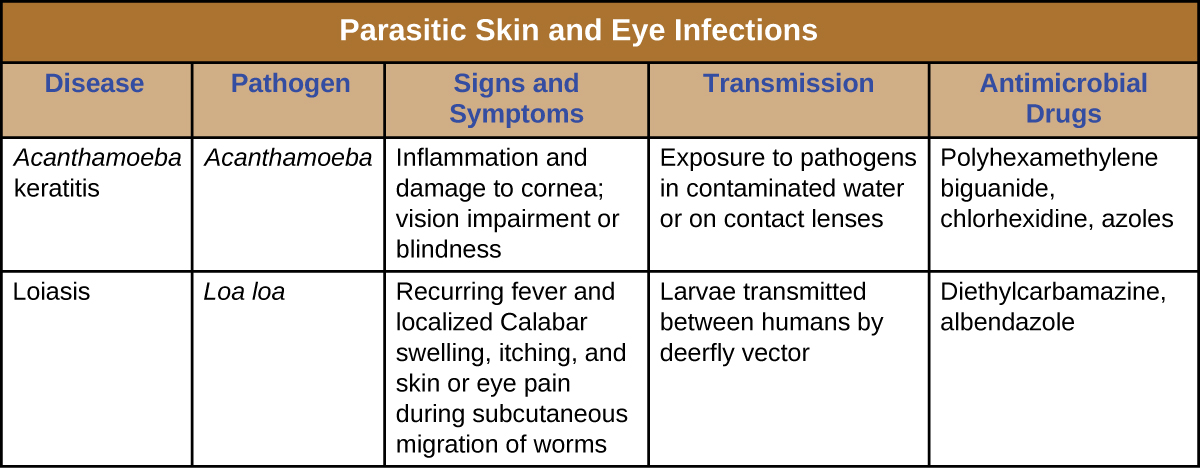 Parasitic Skin and Eye Infections
Disease
Pathogen
Signs and
Symptoms
Transmission
Antimicrobial
Drugs
Acanthamoeba
keratitis
Acanthamoeba
Inflammation and
damage to cornea;
vision impairment or
blindness
Exposure to pathogens
in contaminated water
or on contact lenses
Polyhexamethylene
biguanide,
chlorhexidine, azoles
Loiasis
Loa loa
Recurring fever and
localized Calabar
swelling, itching, and
skin or eye pain
during subcutaneous
migration of worms
Larvae transmitted
between humans by
deerfly vector
Diethylcarbamazine,
albendazole